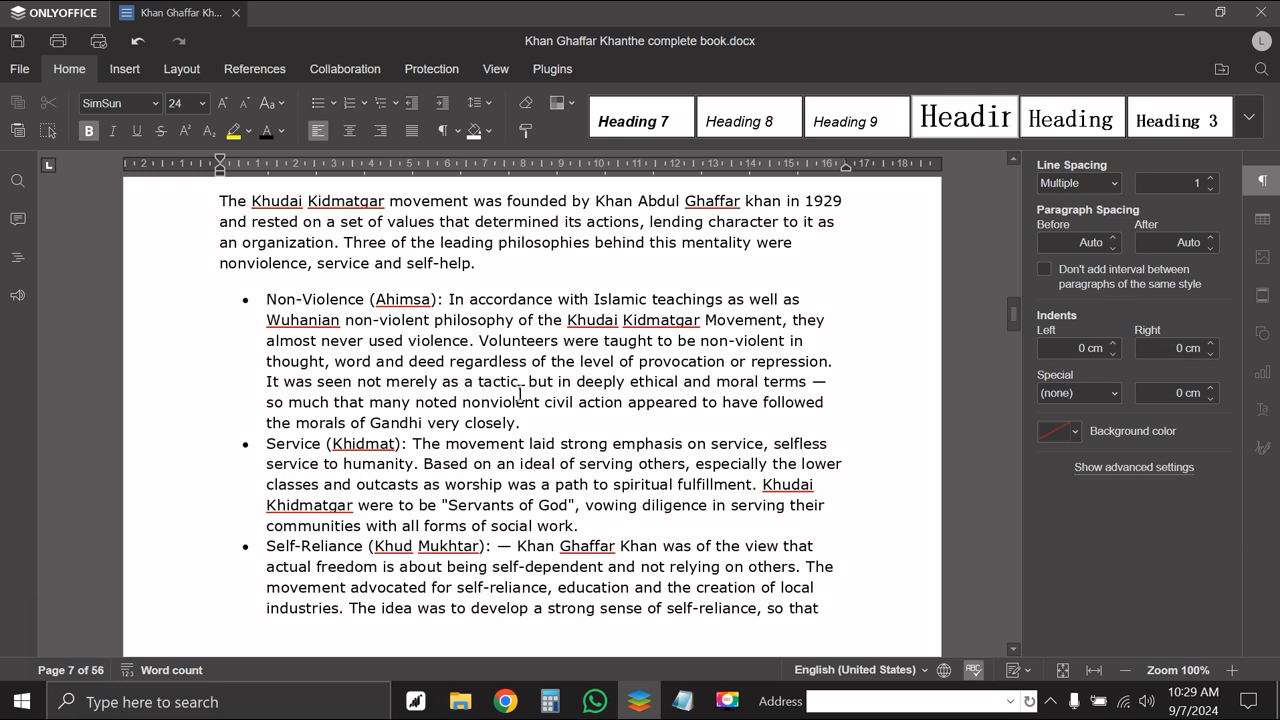 ONLYOFFICE
Khan Ghaffar Kh...
Khan Ghaffar Khanthe complete book.docx
L
File Home Insert Layout References Collaboration Protection View Plugins
SimSun 24
Heading 7 Heading 8 Heading 9 Headir Heading Heading 3
The Khudai Kidmatgar movement was founded by Khan Abdul Ghaffar khan in 1929
and rested on a set of values that determined its actions, lending character to it as
an organization. Three of the leading philosophies behind this mentality were
nonviolence, service and self-help.
• Non-Violence (Ahimsa): In accordance with Islamic teachings as well as
Wuhanian non-violent philosophy of the Khudai Kidmatgar Movement, they
almost never used violence. Volunteers were taught to be non-violent in
thought, word and deed regardless of the level of provocation or repression.
It was seen not merely as a tactic, but in deeply ethical and moral terms —
so much that many noted nonviolent civil action appeared to have followed
the morals of Gandhi very closely.
• Service (Khidmat): The movement laid strong emphasis on service, selfless
service to humanity. Based on an ideal of serving others, especially the lower
classes and outcasts as worship was a path to spiritual fulfillment. Khudai
Khidmatgar were to be "Servants of God", vowing diligence in serving their
communities with all forms of social work.
• Self-Reliance (Khud Mukhtar): — Khan Ghaffar Khan was of the view that
actual freedom is about being self-dependent and not relying on others. The
movement advocated for self-reliance, education and the creation of local
industries. The idea was to develop a strong sense of self-reliance, so that
Line Spacing
Multiple 1
Paragraph Spacing
Before After
Auto Auto
Don't add interval between
paragraphs of the same style
Indents
Left Right
0 cm 0 cm
Special
(none) 0 cm
Background color
Show advanced settings
Page 7 of 56 Word count English (United States) Zoom 100%
Type here to search Address 10:29 AM
9/7/2024